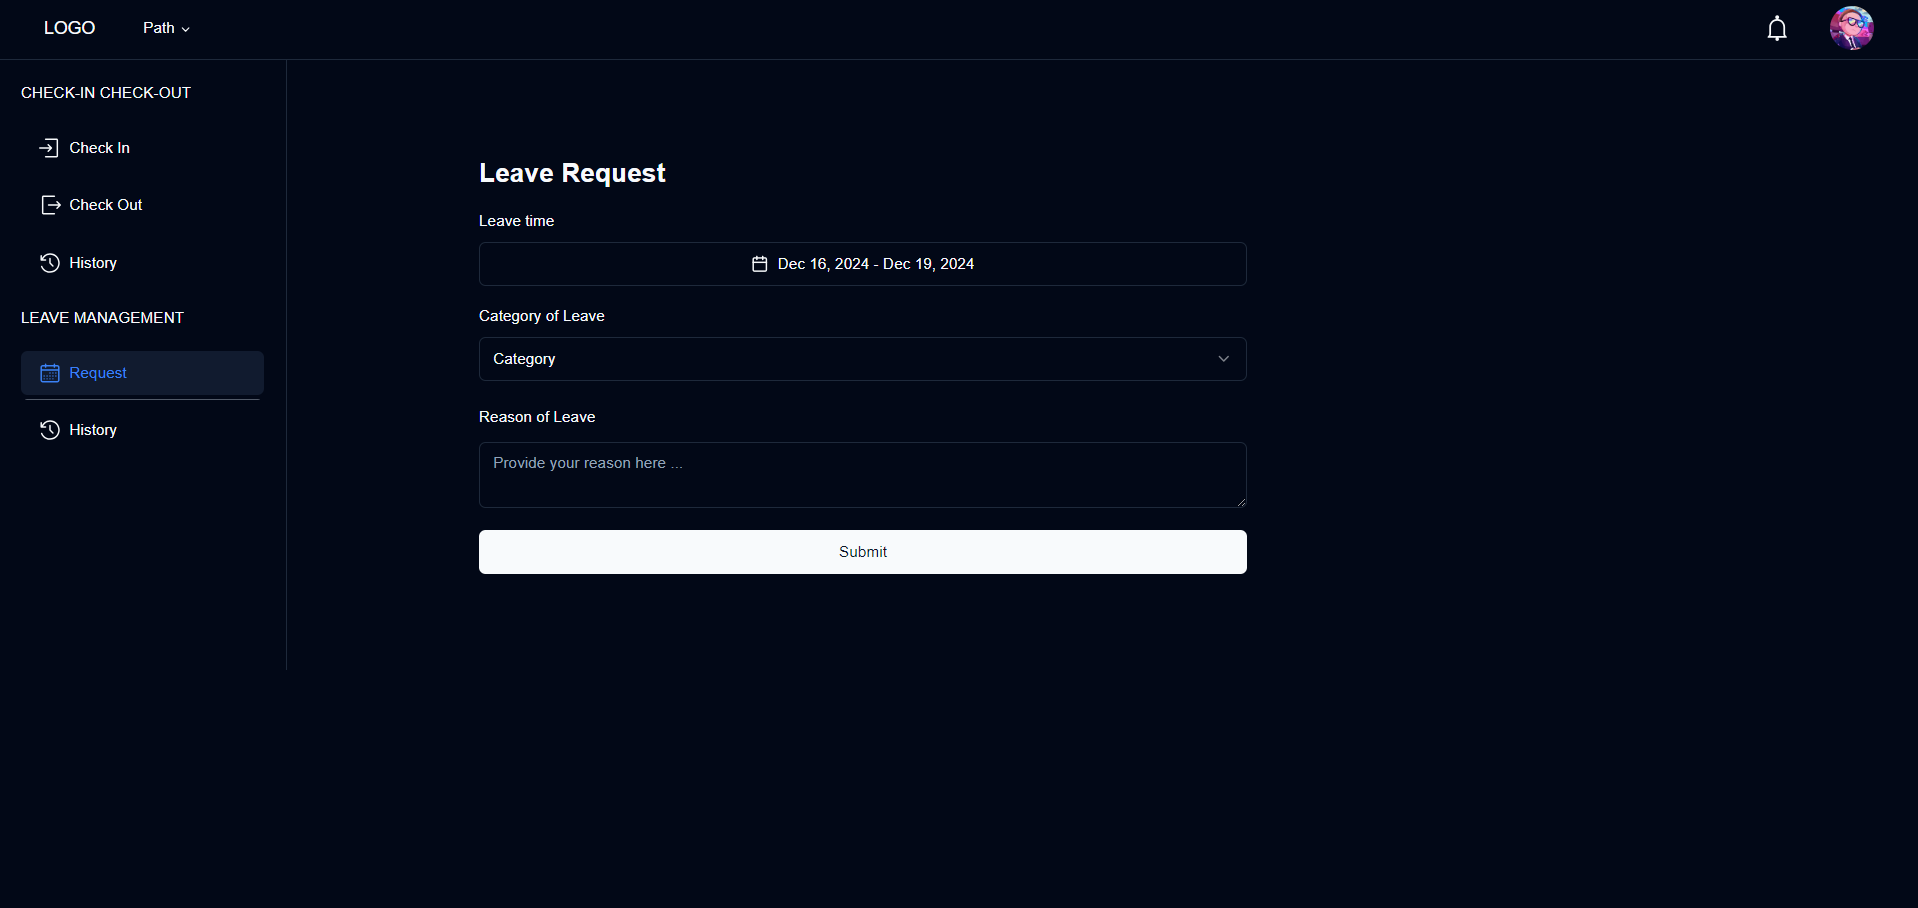 LOGO
Path
CHECK-IN CHECK-OUT
Check In
Check Out
History
LEAVE MANAGEMENT
Request
History
Leave Request
Leave time
Dec 16, 2024 - Dec 19, 2024
Category of Leave
Category
Reason of Leave
Provide your reason here ...
Submit